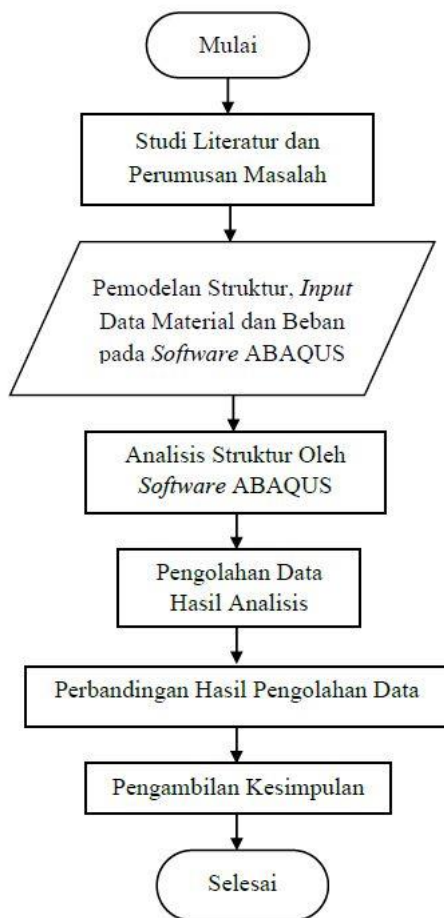 Mulai
Studi Literatur dan
Perumusan Masalah
Pemodelan Struktur, Input
Data Material dan Beban
pada Software ABAQUS
Analisis Struktur Oleh
Software ABAQUS
Pengolahan Data
Hasil Analisis
Perbandingan Hasil Pengolahan Data
Pengambilan Kesimpulan
Selesai